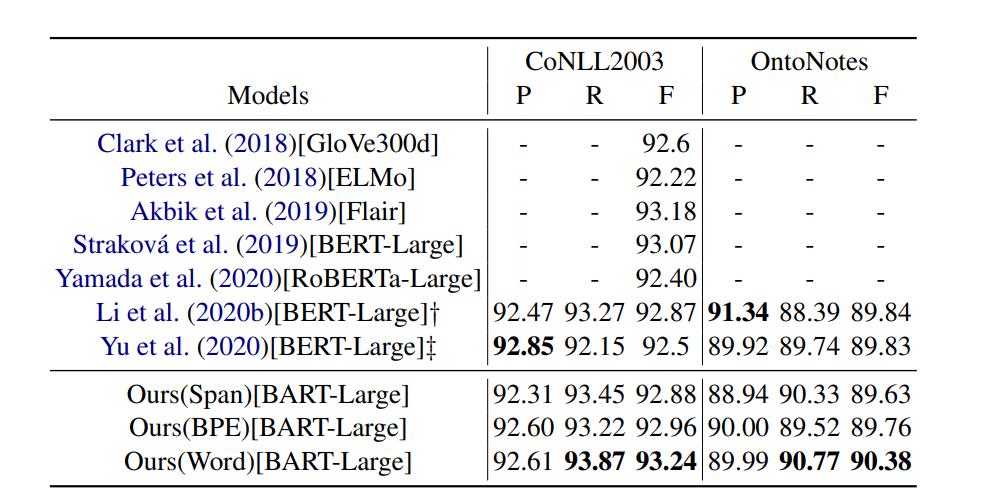 CoNLL2003 OntoNotes
Models P R F P R F
Clark et al. (2018)[GloVe300d] - - 92.6 - - -
Peters et al. (2018)[ELMo] - - 92.22 - - -
Akbik et al. (2019)[Flair] - - 93.18 - - -
Straková et al. (2019)[BERT-Large] - - 93.07 - - -
Yamada et al. (2020)[RoBERTa-Large] - - 92.40 - - -
Li et al. (2020b)[BERT-Large]† 92.47 93.27 92.87 91.34 88.39 89.84
Yu et al. (2020)[BERT-Large]‡ 92.85 92.15 92.5 89.92 89.74 89.83
Ours(Span)[BART-Large] 92.31 93.45 92.88 88.94 90.33 89.63
Ours(BPE)[BART-Large] 92.60 93.22 92.96 90.00 89.52 89.76
Ours(Word)[BART-Large] 92.61 93.87 93.24 89.99 90.77 90.38